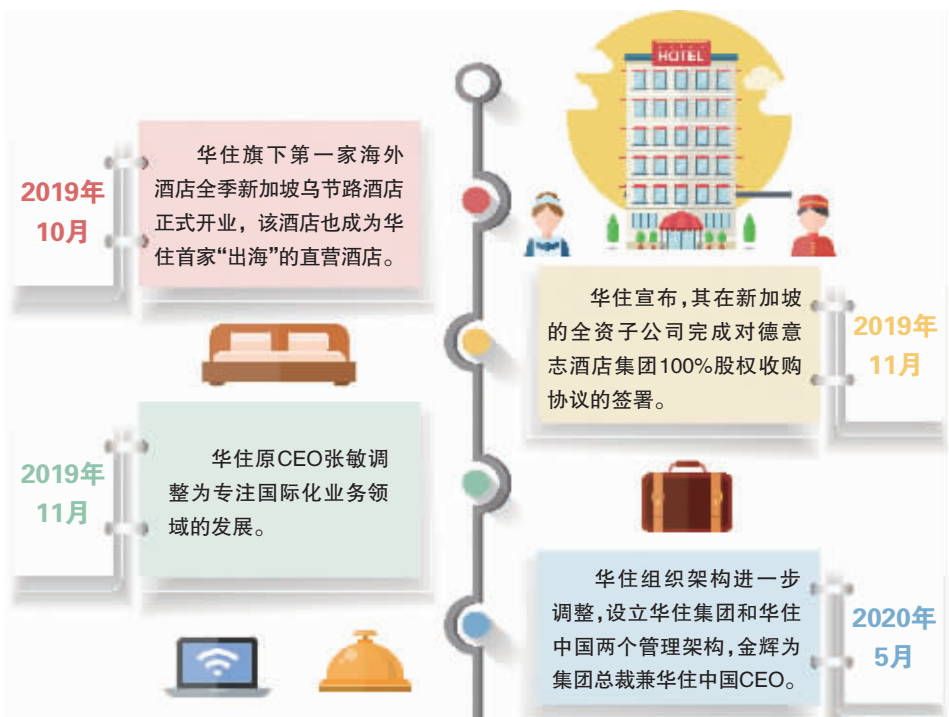 HOTEL
2019年
10月
华住旗下第一家海外
酒店全季新加坡乌节路酒店
正式开业，该酒店也成为华
住首家“出海”的直营酒店。
华住宣布，其在新加坡
的全资子公司完成对德意
志酒店集团100%股权收购
协议的签署。
2019年
11月
2019年
11月
华住原CEO张敏调
整为专注国际化业务领
域的发展。
华住组织架构进一步
调整，设立华住集团和华住
中国两个管理架构，金辉为
集团总裁兼华住中国CEO。
2020年
5月